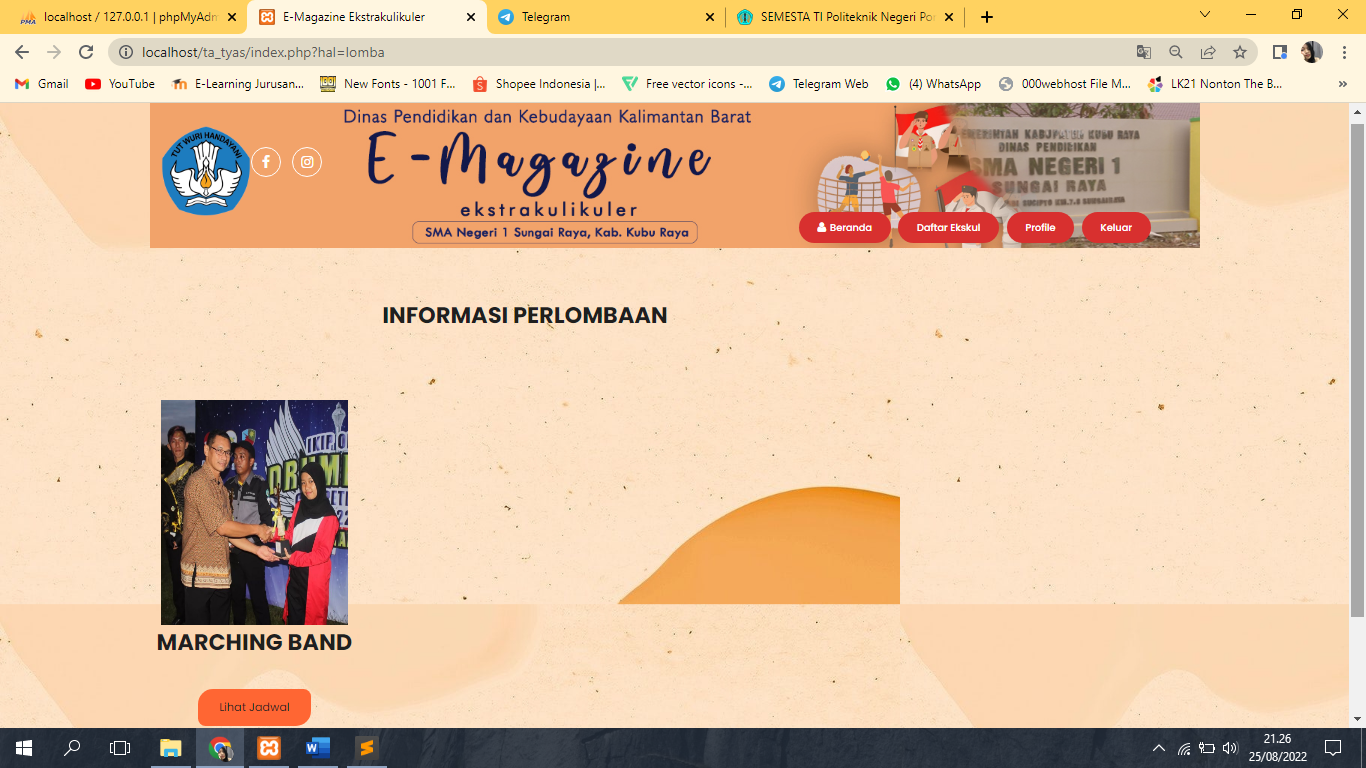 localhost / 127.0.0.1 | phpMyAdm
E-Magazine Ekstrakulikuler
Telegram
SEMESTA TI Politeknik Negeri Po
localhost/ta_tyas/index.php?hal=lomba
Gmail
YouTube
E-Learning Jurusan...
New Fonts - 1001 F...
Shopee Indonesia |...
Free vector icons -...
Telegram Web
(4) WhatsApp
000webhost File M...
LK21 Nonton The B...
»
TUT WURI HANDAYANI
Dinas Pendidikan dan Kebudayaan Kalimantan Barat
E-Magazine
ekstrakulikuler
SMA Negeri 1 Sungai Raya, Kab. Kubu Raya
KUBU RAYA
DINAS PENDIDIKAN
SMA NEGERI 1
SUNGAI RAYA
Beranda
Daftar Ekskul
Profile
Keluar
INFORMASI PERLOMBAAN
MARCHING BAND
Lihat Jadwal
21.26
25/08/2022